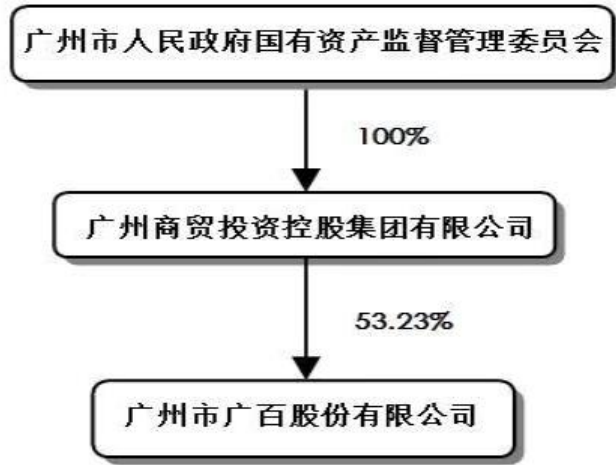 广州市人民政府国有资产监督管理委员会
100%
广州商贸投资控股集团有限公司
53.23%
广州市广百股份有限公司